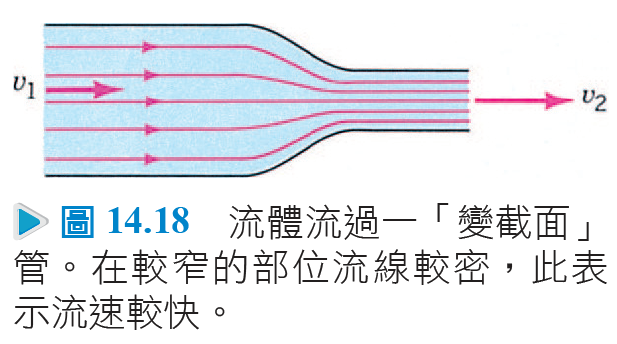 v1
v2
圖 14.18 流體流過一「變截面」
管。在較窄的部位流線較密，此表
示流速較快。